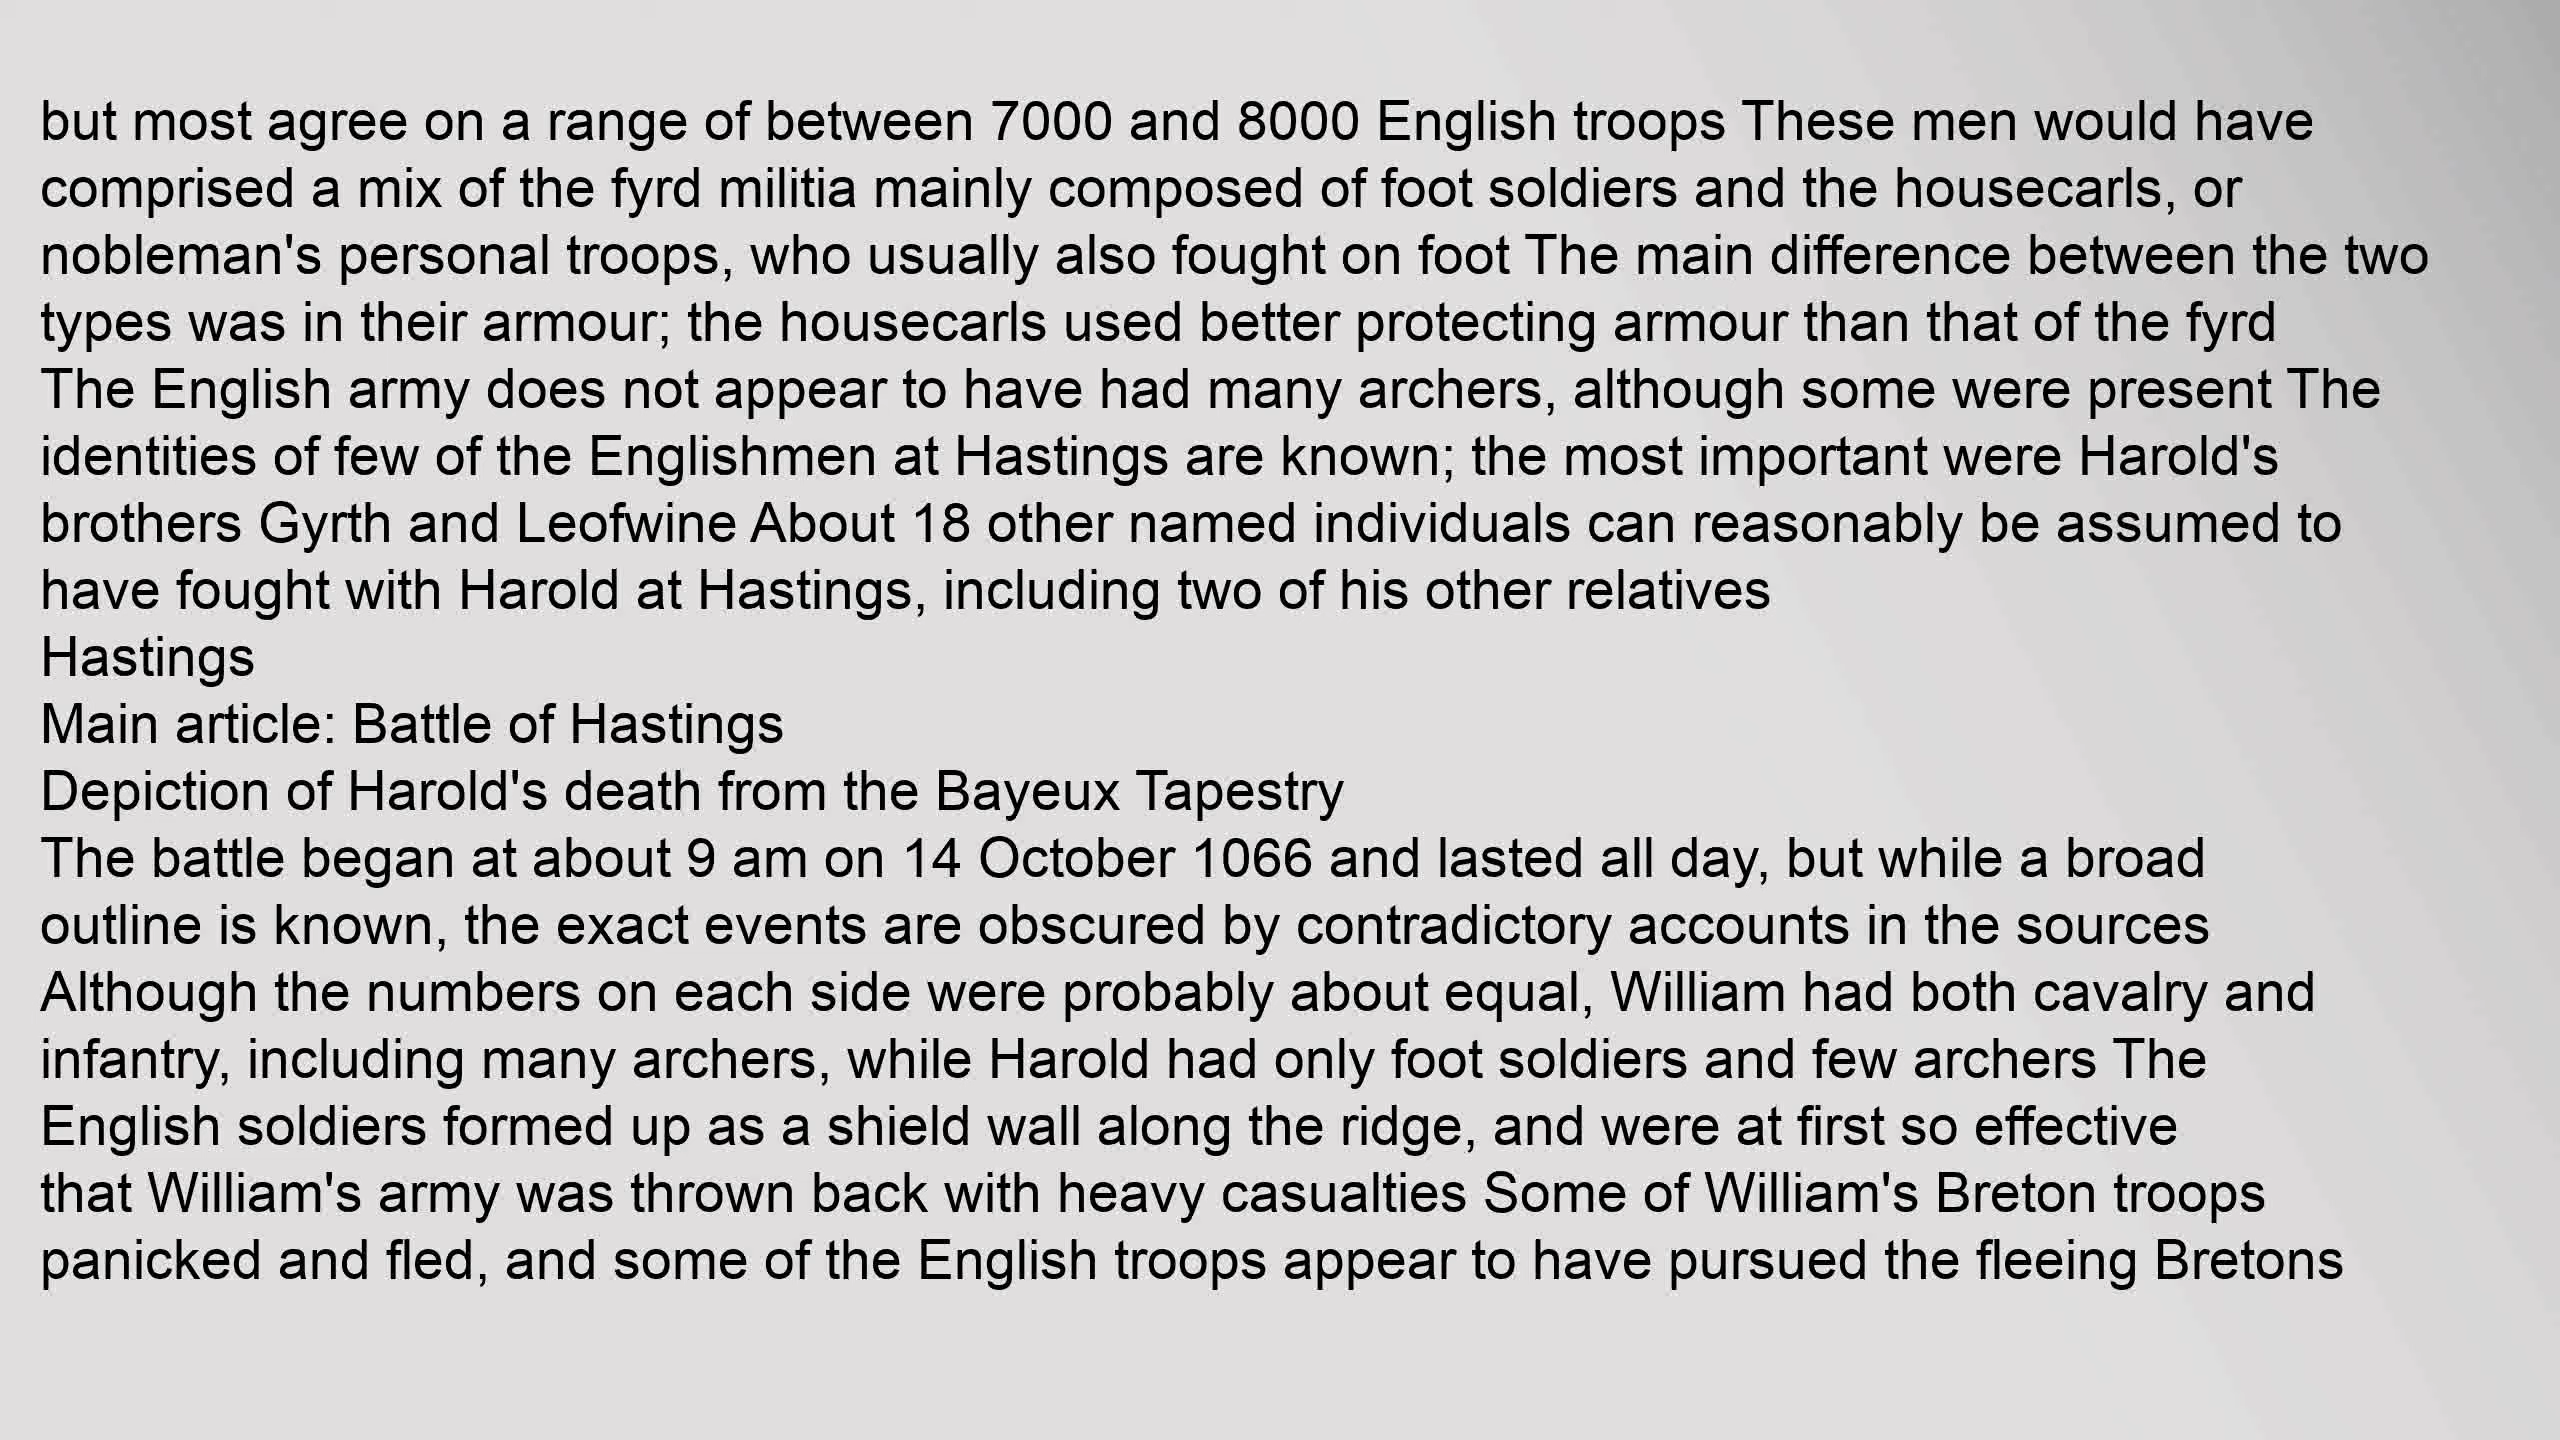 but most agree on a range of between 7000 and 8000 English troops These men would have
comprised a mix of the fyrd militia mainly composed of foot soldiers and the housecarls, or
nobleman's personal troops, who usually also fought on foot The main difference between the two
types was in their armour; the housecarls used better protecting armour than that of the fyrd
The English army does not appear to have had many archers, although some were present The
identities of few of the Englishmen at Hastings are known; the most important were Harold's
brothers Gyrth and Leofwine About 18 other named individuals can reasonably be assumed to
have fought with Harold at Hastings, including two of his other relatives
Hastings
Main article: Battle of Hastings
Depiction of Harold's death from the Bayeux Tapestry
The battle began at about 9 am on 14 October 1066 and lasted all day, but while a broad
outline is known, the exact events are obscured by contradictory accounts in the sources
Although the numbers on each side were probably about equal, William had both cavalry and
infantry, including many archers, while Harold had only foot soldiers and few archers The
English soldiers formed up as a shield wall along the ridge, and were at first so effective
that William's army was thrown back with heavy casualties Some of William's Breton troops
panicked and fled, and some of the English troops appear to have pursued the fleeing Bretons